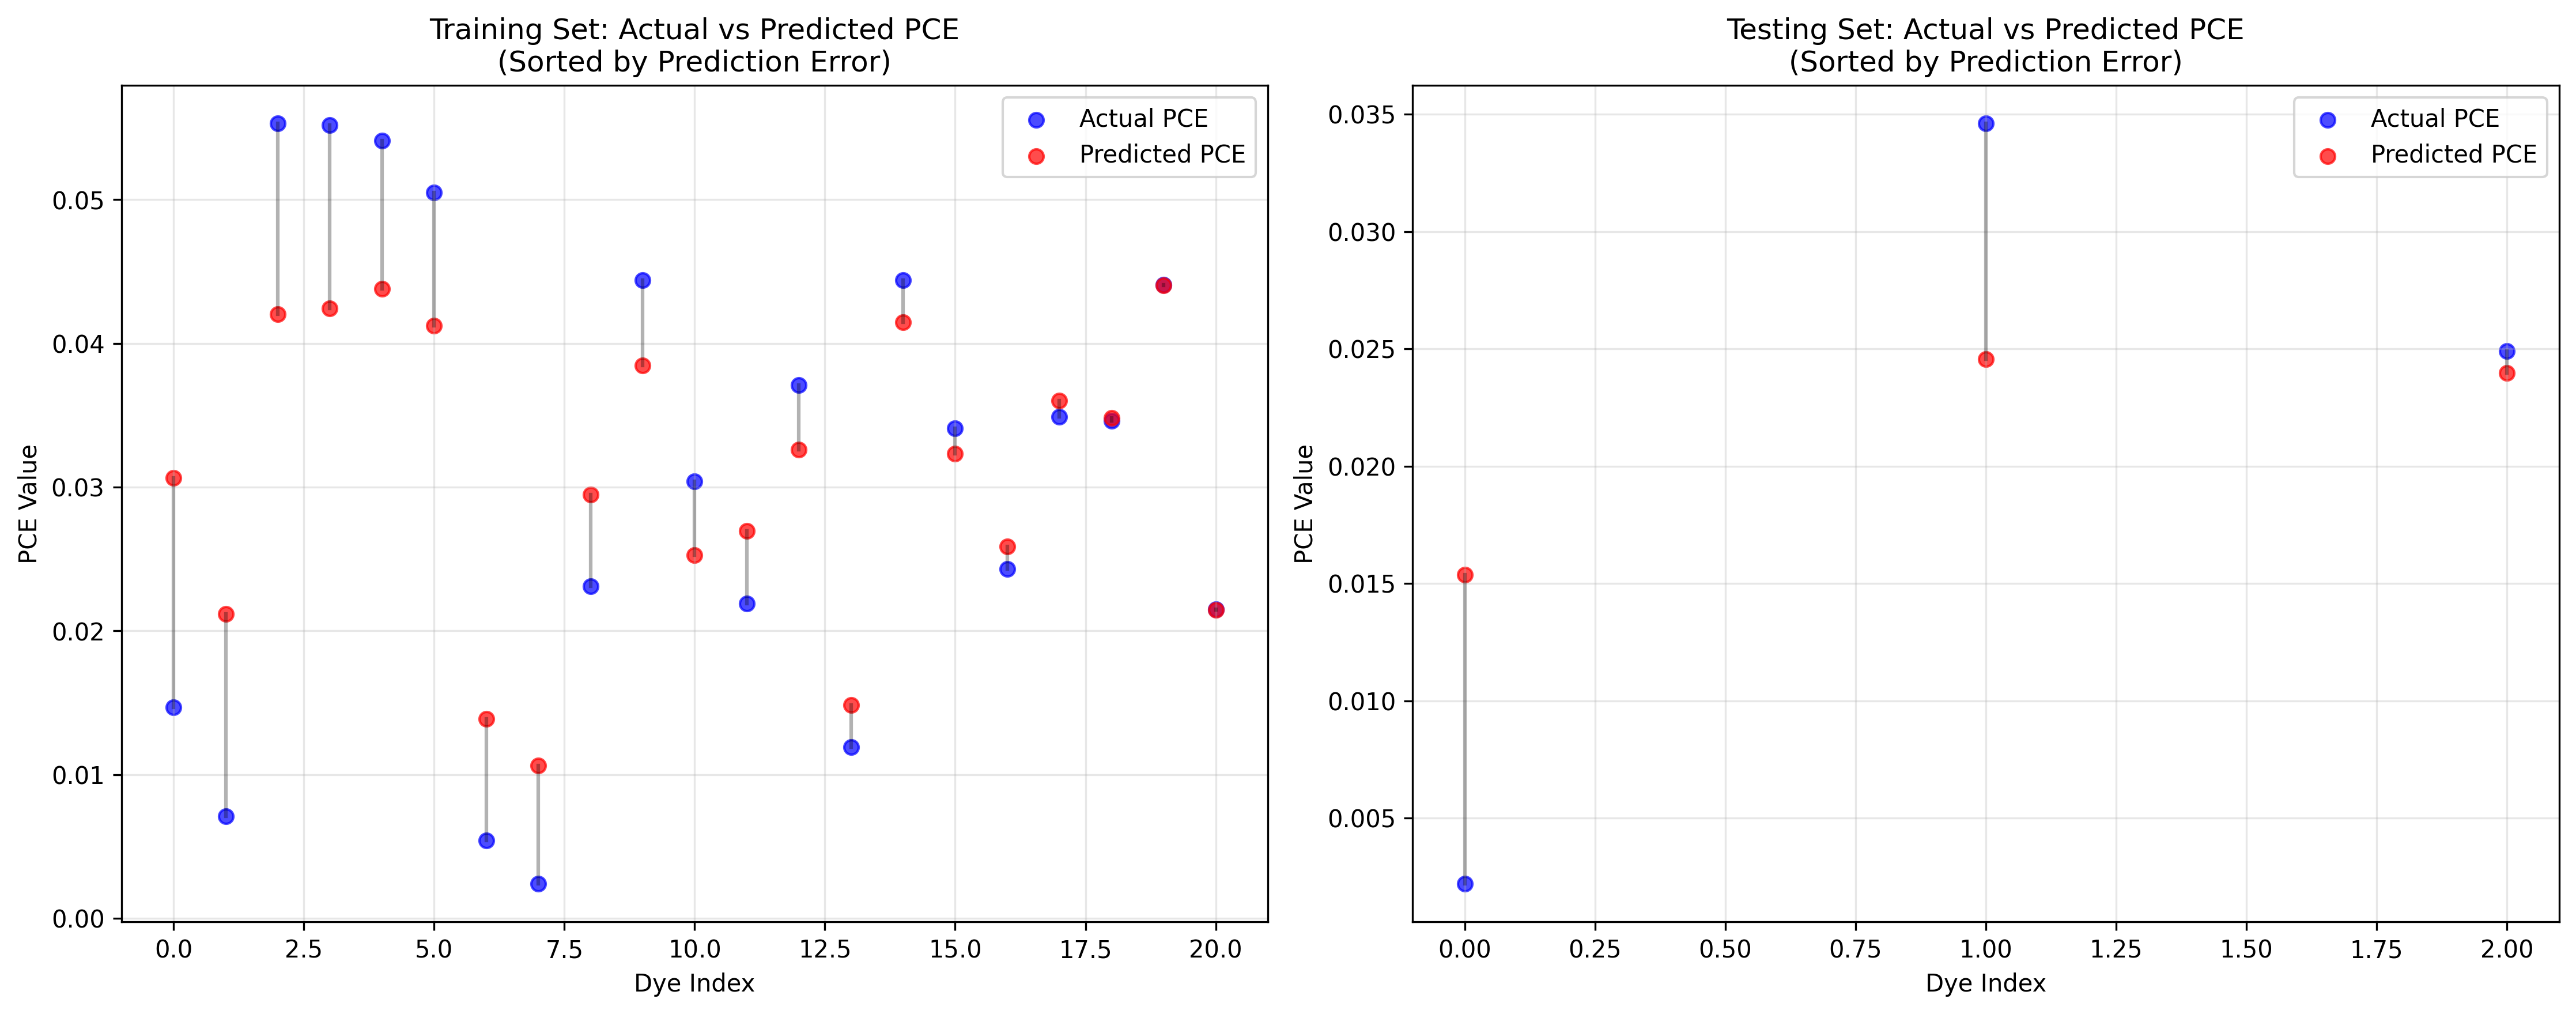 Training Set: Actual vs Predicted PCE
(Sorted by Prediction Error)
Actual PCE
Predicted PCE
PCE Value
0.05
0.04
0.03
0.02
0.01
0.00
0.0 2.5 5.0 7.5 10.0 12.5 15.0 17.5 20.0
Dye Index
Testing Set: Actual vs Predicted PCE
(Sorted by Prediction Error)
Actual PCE
Predicted PCE
PCE Value
0.035
0.030
0.025
0.020
0.015
0.010
0.005
0.00 0.25 0.50 0.75 1.00 1.25 1.50 1.75 2.00
Dye Index